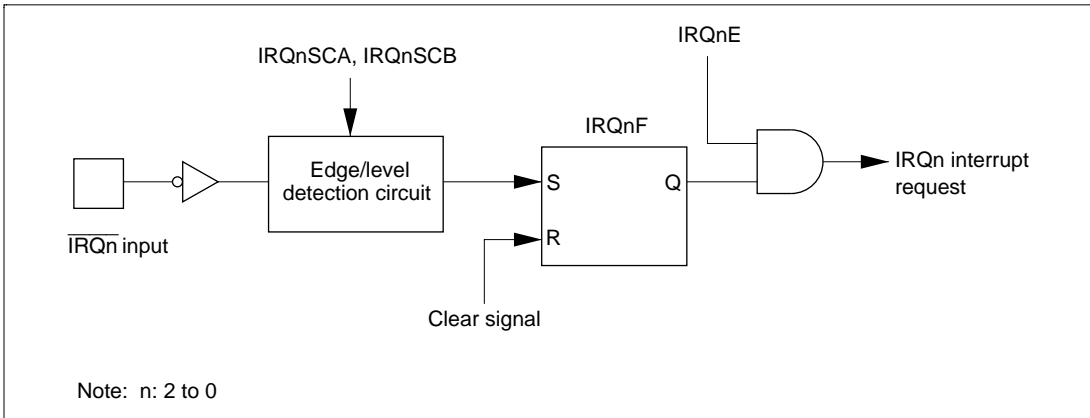 IRQnE
IRQnSCA, IRQnSCB
IRQnF
Edge/level
detection circuit
S
Q
R
IRQn interrupt
request
IRQn input
Clear signal
Note: n: 2 to 0